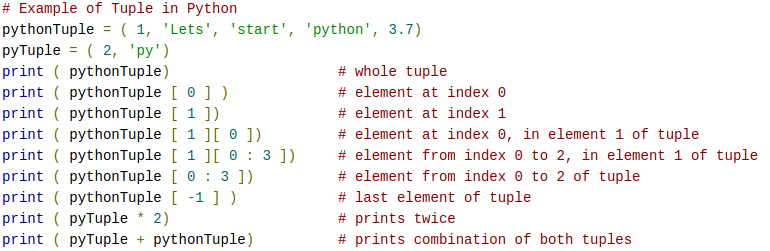 # Example of Tuple in Python
pythonTuple = ( 1, 'Lets', 'start', 'python', 3.7)
pyTuple = ( 2, 'py')
print ( pythonTuple) # whole tuple
print ( pythonTuple [ 0 ] ) # element at index 0
print ( pythonTuple [ 1 ]) # element at index 1
print ( pythonTuple [ 1 ][ 0 ]) # element at index 0, in element 1 of tuple
print ( pythonTuple [ 1 ][ 0 : 3 ]) # element from index 0 to 2, in element 1 of tuple
print ( pythonTuple [ 0 : 3 ]) # element from index 0 to 2 of tuple
print ( pythonTuple [ -1 ] ) # last element of tuple
print ( pyTuple * 2) # prints twice
print ( pyTuple + pythonTuple) # prints combination of both tuples